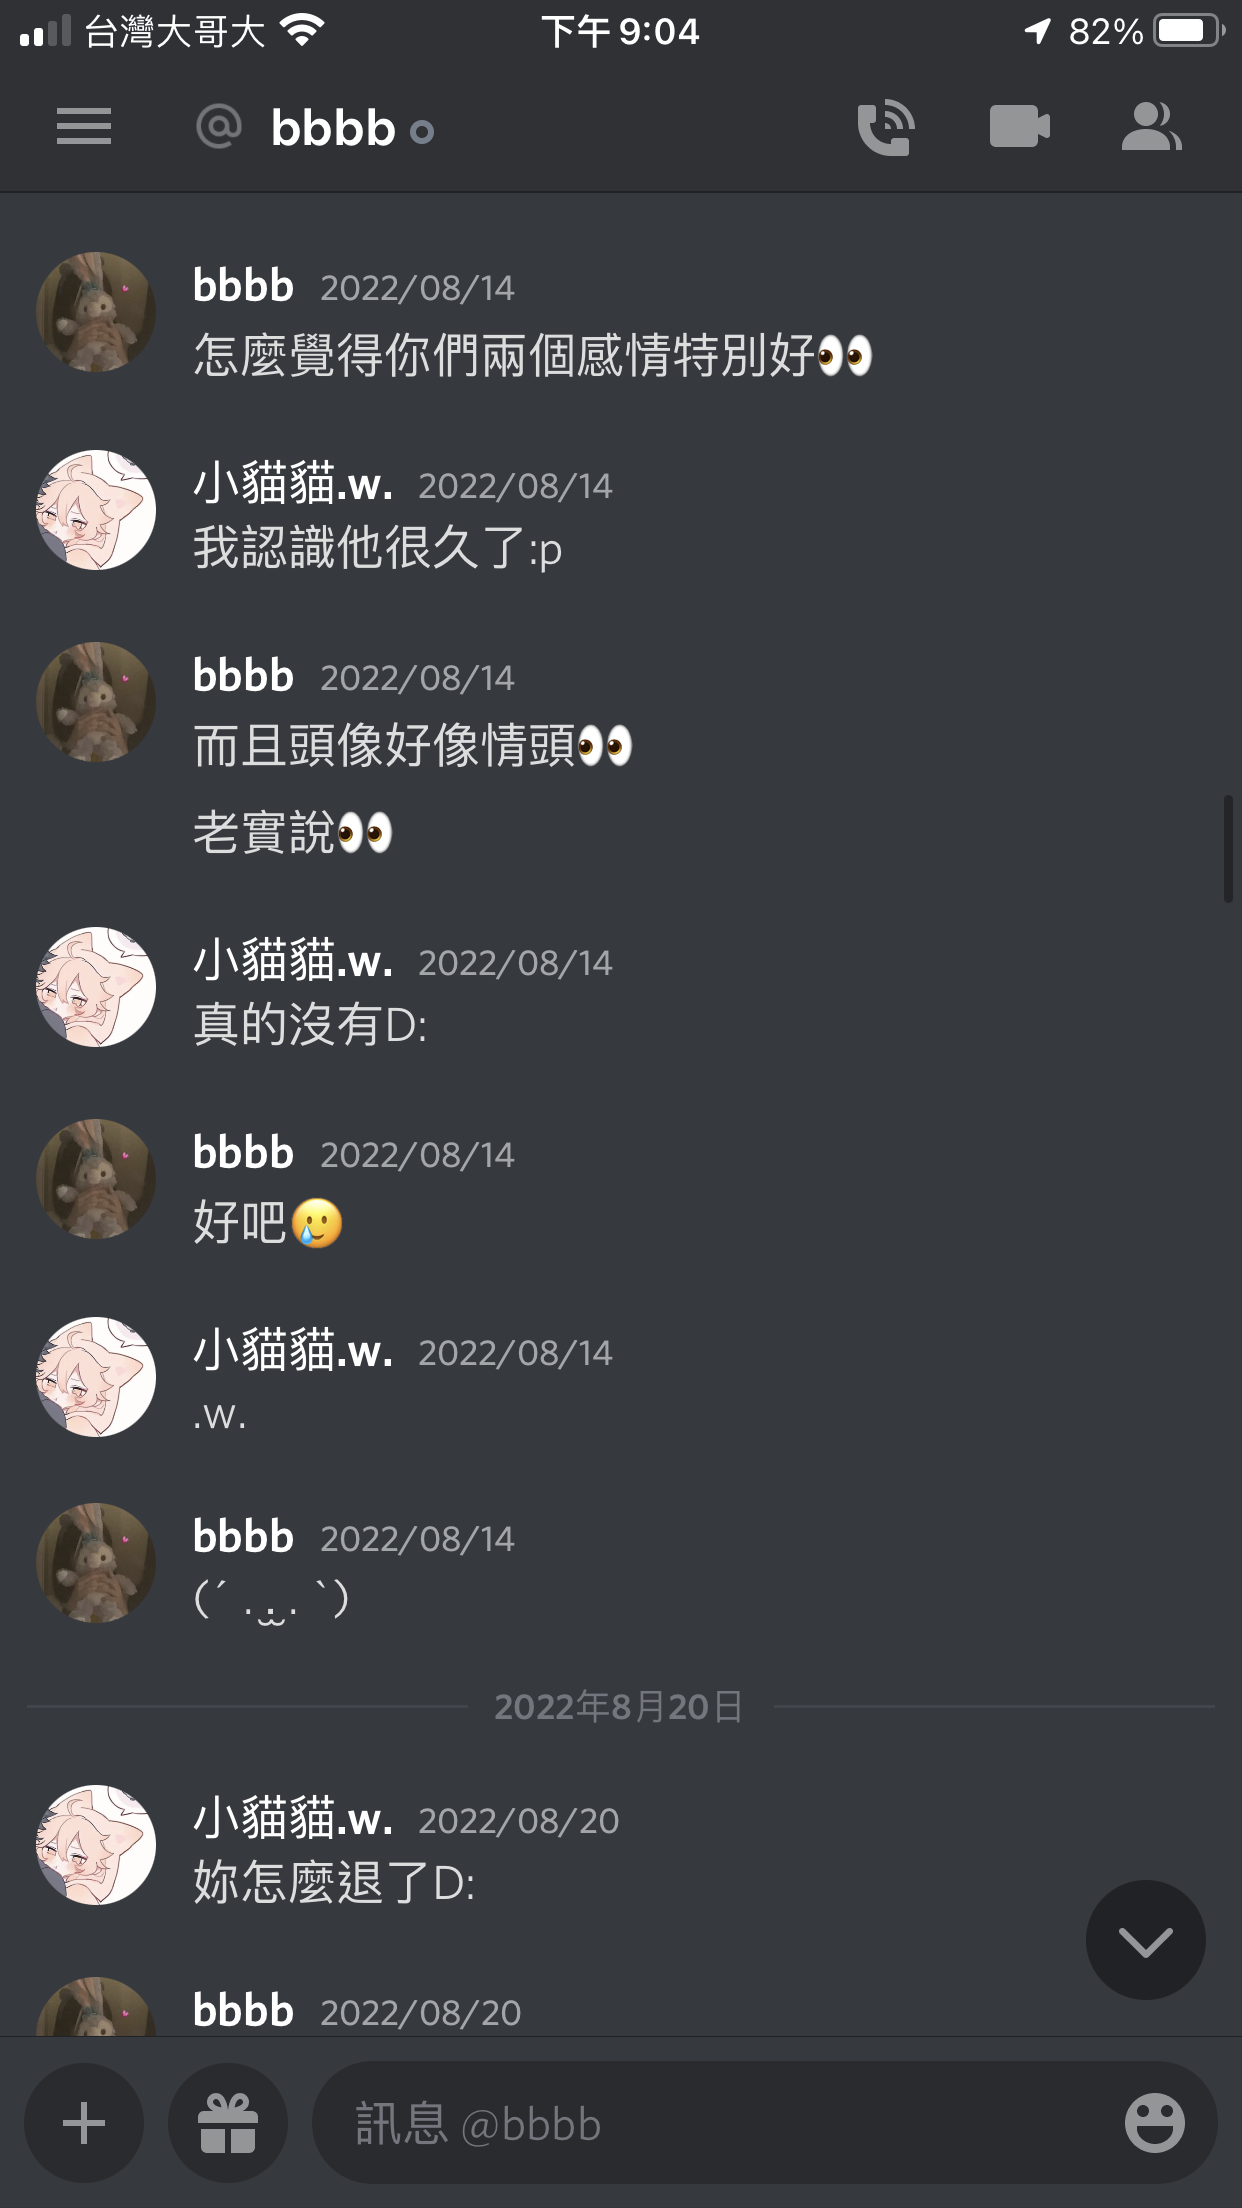 台灣大哥大 下午 9:04 82%
@ bbbb
bbbb 2022/08/14
怎麼覺得你們兩個感情特別好👀
小貓貓.w. 2022/08/14
我認識他很久了:p
bbbb 2022/08/14
而且頭像好像情頭👀
老實說👀
小貓貓.w. 2022/08/14
真的沒有D:
bbbb 2022/08/14
好吧🥲
小貓貓.w. 2022/08/14
.w.
bbbb 2022/08/14
(´ . .̫ . `)
2022年8月20日
小貓貓.w. 2022/08/20
妳怎麼退了D:
bbbb 2022/08/20
訊息 @bbbb